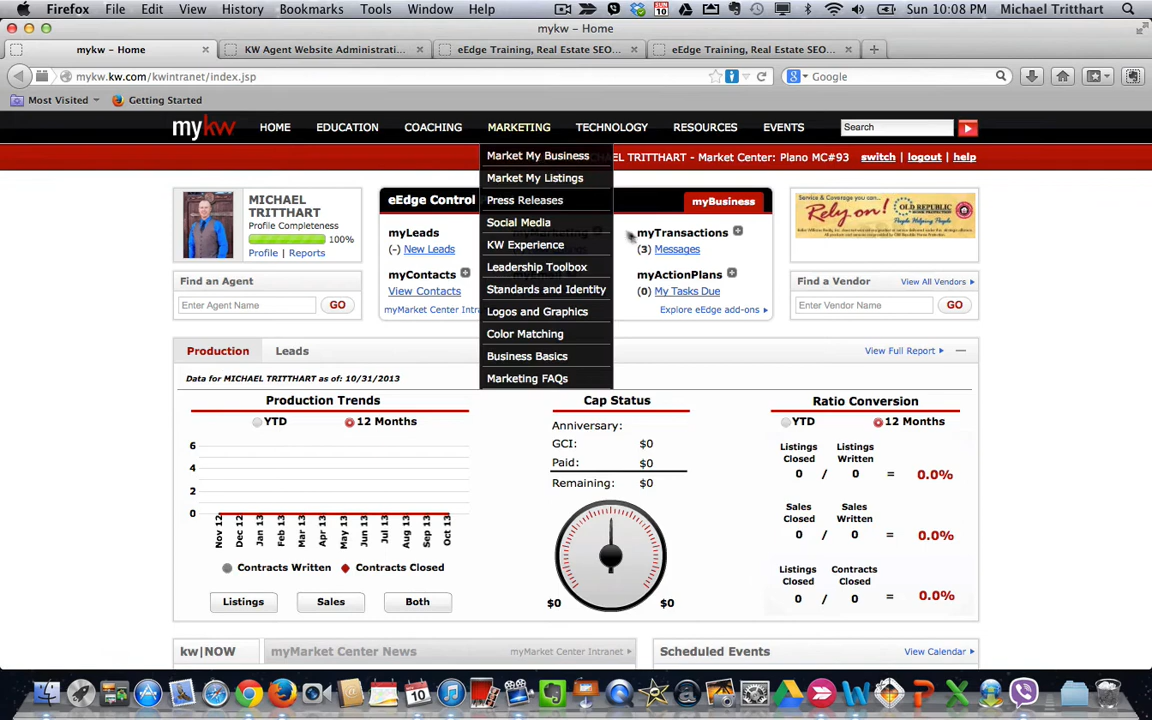 Firefox File Edit View History Bookmarks Tools Window Help Sun 10:08 PM Michael Tritthart
mykw – Home
mykw – Home KW Agent Website Administrati... eEdge Training, Real Estate SEO... eEdge Training, Real Estate SEO...
mykw.kw.com/kwintranet/index.jsp Google
Most Visited Getting Started
mykw HOME EDUCATION COACHING MARKETING TECHNOLOGY RESOURCES EVENTS Search
TRITTHART - Market Center: Plano MC#93 switch logout help
Market My Business
Market My Listings
Press Releases
Social Media
KW Experience
Leadership Toolbox
Standards and Identity
Logos and Graphics
Color Matching
Business Basics
Marketing FAQs
MICHAEL
TRITTHART
Profile Completeness
100%
Profile | Reports
Find an Agent
Enter Agent Name GO
eEdge Control myBusiness
myLeads
(-) New Leads
myContacts
View Contacts
myTransactions
(3) Messages
myActionPlans
(0) My Tasks Due
Explore eEdge add-ons
Rely on!
OLD REPUBLIC
Find a Vendor View All Vendors
Enter Vendor Name GO
Production Leads View Full Report
Data for MICHAEL TRITTHART as of: 10/31/2013
Production Trends
YTD 12 Months
6
4
2
0
Nov 12 Dec 12 Jan 13 Feb 13 Mar 13 Apr 13 May 13 Jun 13 Jul 13 Aug 13 Sep 13 Oct 13
Contracts Written Contracts Closed
Listings Sales Both
Cap Status
Anniversary:
GCI: $0
Paid: $0
Remaining: $0
$0 $0
Ratio Conversion
YTD 12 Months
Listings Closed Listings Written
0 / 0 = 0.0%
Sales Closed Sales Written
0 / 0 = 0.0%
Listings Closed Contracts Closed
0 / 0 = 0.0%
kw|NOW myMarket Center News myMarket Center Intranet
Scheduled Events View Calendar